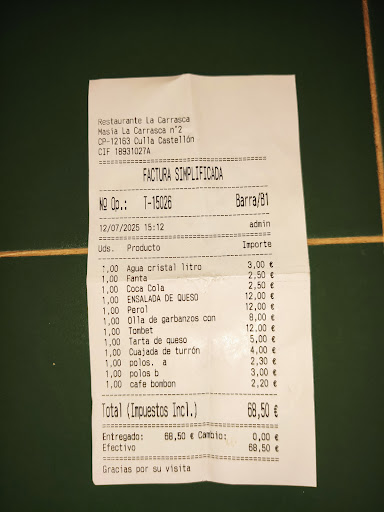 Restaurante La Carrasca
Masia La Carrasca nº2
CP-12163 Culla Castellón
CIF 18931027A
FACTURA SIMPLIFICADA
Nº Op.: T-15026 Barra/B1
12/07/2025 15:12 admin
Uds. Producto Importe
1,00 Agua cristal litro 3,00 €
1,00 Fanta 2,50 €
1,00 Coca Cola 2,50 €
1,00 ENSALADA DE QUESO 12,00 €
1,00 Perol 12,00 €
1,00 Olla de garbanzos con 8,00 €
1,00 Tombet 12,00 €
1,00 Tarta de queso 5,00 €
1,00 Cuajada de turrón 4,00 €
1,00 polos. a 2,30 €
1,00 polos b 3,00 €
1,00 cafe bombon 2,20 €
Total (Impuestos Incl.) 68,50 €
Entregado: 68,50 € Cambio: 0,00 €
Efectivo 68,50 €
Gracias por su visita